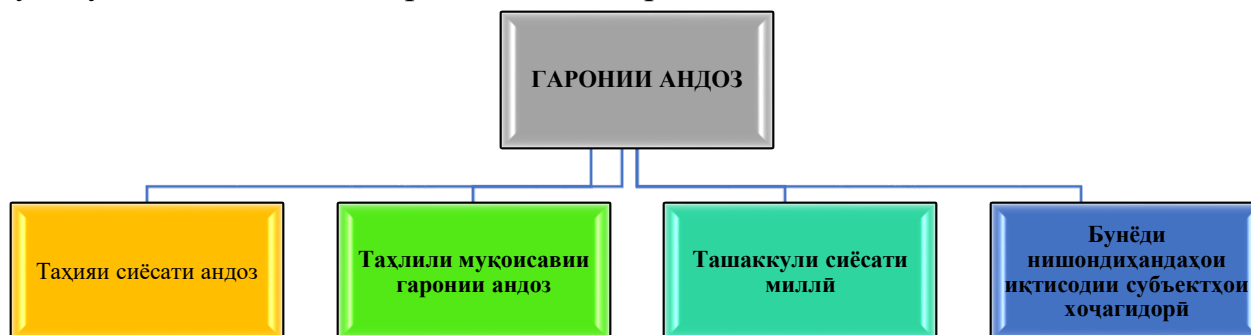 ГАРОНИИ АНДОЗ
Таҳияи сиёсати андоз
Таҳлили муқоисавии
гаронии андоз
Ташаккули сиёсати
миллӣ
Бунёди
нишондиҳандаҳои
иқтисодии субъектҳои
хоҷагидорӣ